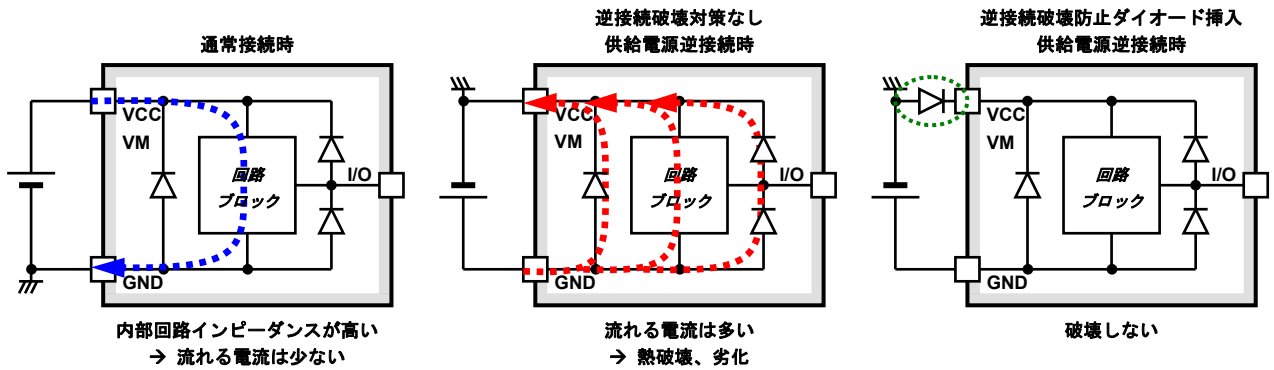 通常接続時
VCC
VM
回路
ブロック
I/O
GND
内部回路インピーダンスが高い
→ 流れる電流は少ない
逆接続破壊対策なし
供給電源逆接続時
VCC
VM
回路
ブロック
I/O
GND
流れる電流は多い
→ 熱破壊、劣化
逆接続破壊防止ダイオード挿入
供給電源逆接続時
VCC
VM
回路
ブロック
I/O
GND
破壊しない